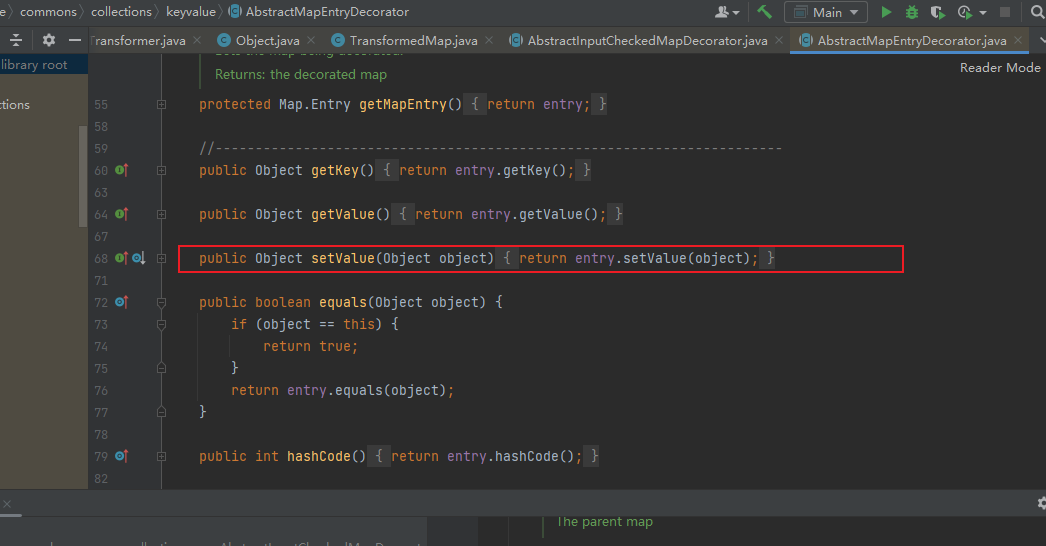 commons › collections › keyvalue › AbstractMapEntryDecorator
Main
Transformer.java
Object.java
TransformedMap.java
AbstractInputCheckedMapDecorator.java
AbstractMapEntryDecorator.java
library root
Reader Mode
Returns: the decorated map
ctions
55 protected Map.Entry getMapEntry() { return entry; }
58
59 //-----------------------------------------------------------------------
60 public Object getKey() { return entry.getKey(); }
63
64 public Object getValue() { return entry.getValue(); }
67
68 public Object setValue(Object object) { return entry.setValue(object); }
71
72 public boolean equals(Object object) {
73 if (object == this) {
74 return true;
75 }
76 return entry.equals(object);
77 }
78
79 public int hashCode() { return entry.hashCode(); }
82
The parent map